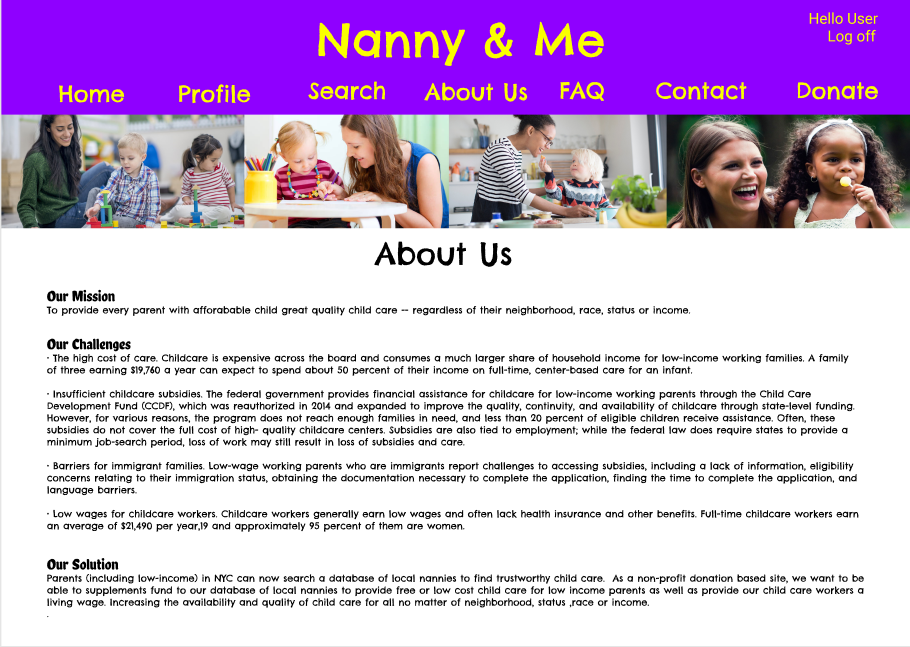 Hello User
Log off
Nanny & Me
Home Profile Search About Us FAQ Contact Donate
About Us
Our Mission
To provide every parent with afforabable child great quality child care -- regardless of their neighborhood, race, status or income.
Our Challenges
· The high cost of care. Childcare is expensive across the board and consumes a much larger share of household income for low-income working families. A family
of three earning $19,760 a year can expect to spend about 50 percent of their income on full-time, center-based care for an infant.
· Insufficient childcare subsidies. The federal government provides financial assistance for childcare for low-income working parents through the Child Care
Development Fund (CCDF), which was reauthorized in 2014 and expanded to improve the quality, continuity, and availability of childcare through state-level funding.
However, for various reasons, the program does not reach enough families in need, and less than 20 percent of eligible children receive assistance. Often, these
subsidies do not cover the full cost of high- quality childcare centers. Subsidies are also tied to employment; while the federal law does require states to provide a
minimum job-search period, loss of work may still result in loss of subsidies and care.
· Barriers for immigrant families. Low-wage working parents who are immigrants report challenges to accessing subsidies, including a lack of information, eligibility
concerns relating to their immigration status, obtaining the documentation necessary to complete the application, finding the time to complete the application, and
language barriers.
· Low wages for childcare workers. Childcare workers generally earn low wages and often lack health insurance and other benefits. Full-time childcare workers earn
an average of $21,490 per year,19 and approximately 95 percent of them are women.
Our Solution
Parents (including low-income) in NYC can now search a database of local nannies to find trustworthy child care. As a non-profit donation based site, we want to be
able to supplements fund to our database of local nannies to provide free or low cost child care for low income parents as well as provide our child care workers a
living wage. Increasing the availability and quality of child care for all no matter of neighborhood, status ,race or income.
.